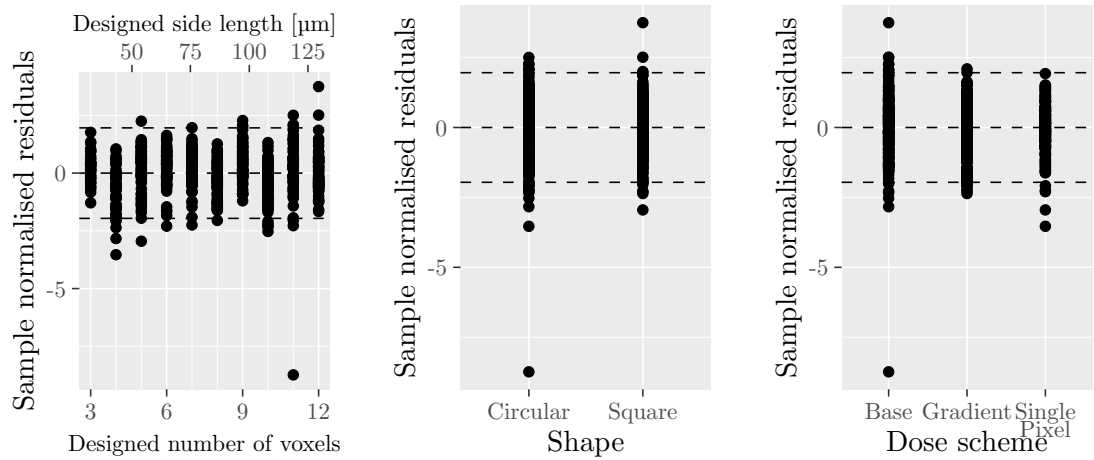 Designed side length [µm]
50 75 100 125
Sample normalised residuals
0
-5
3 6 9 12
Designed number of voxels
Sample normalised residuals
0
-5
Circular Square
Shape
Sample normalised residuals
0
-5
Base Gradient Single
Pixel
Dose scheme